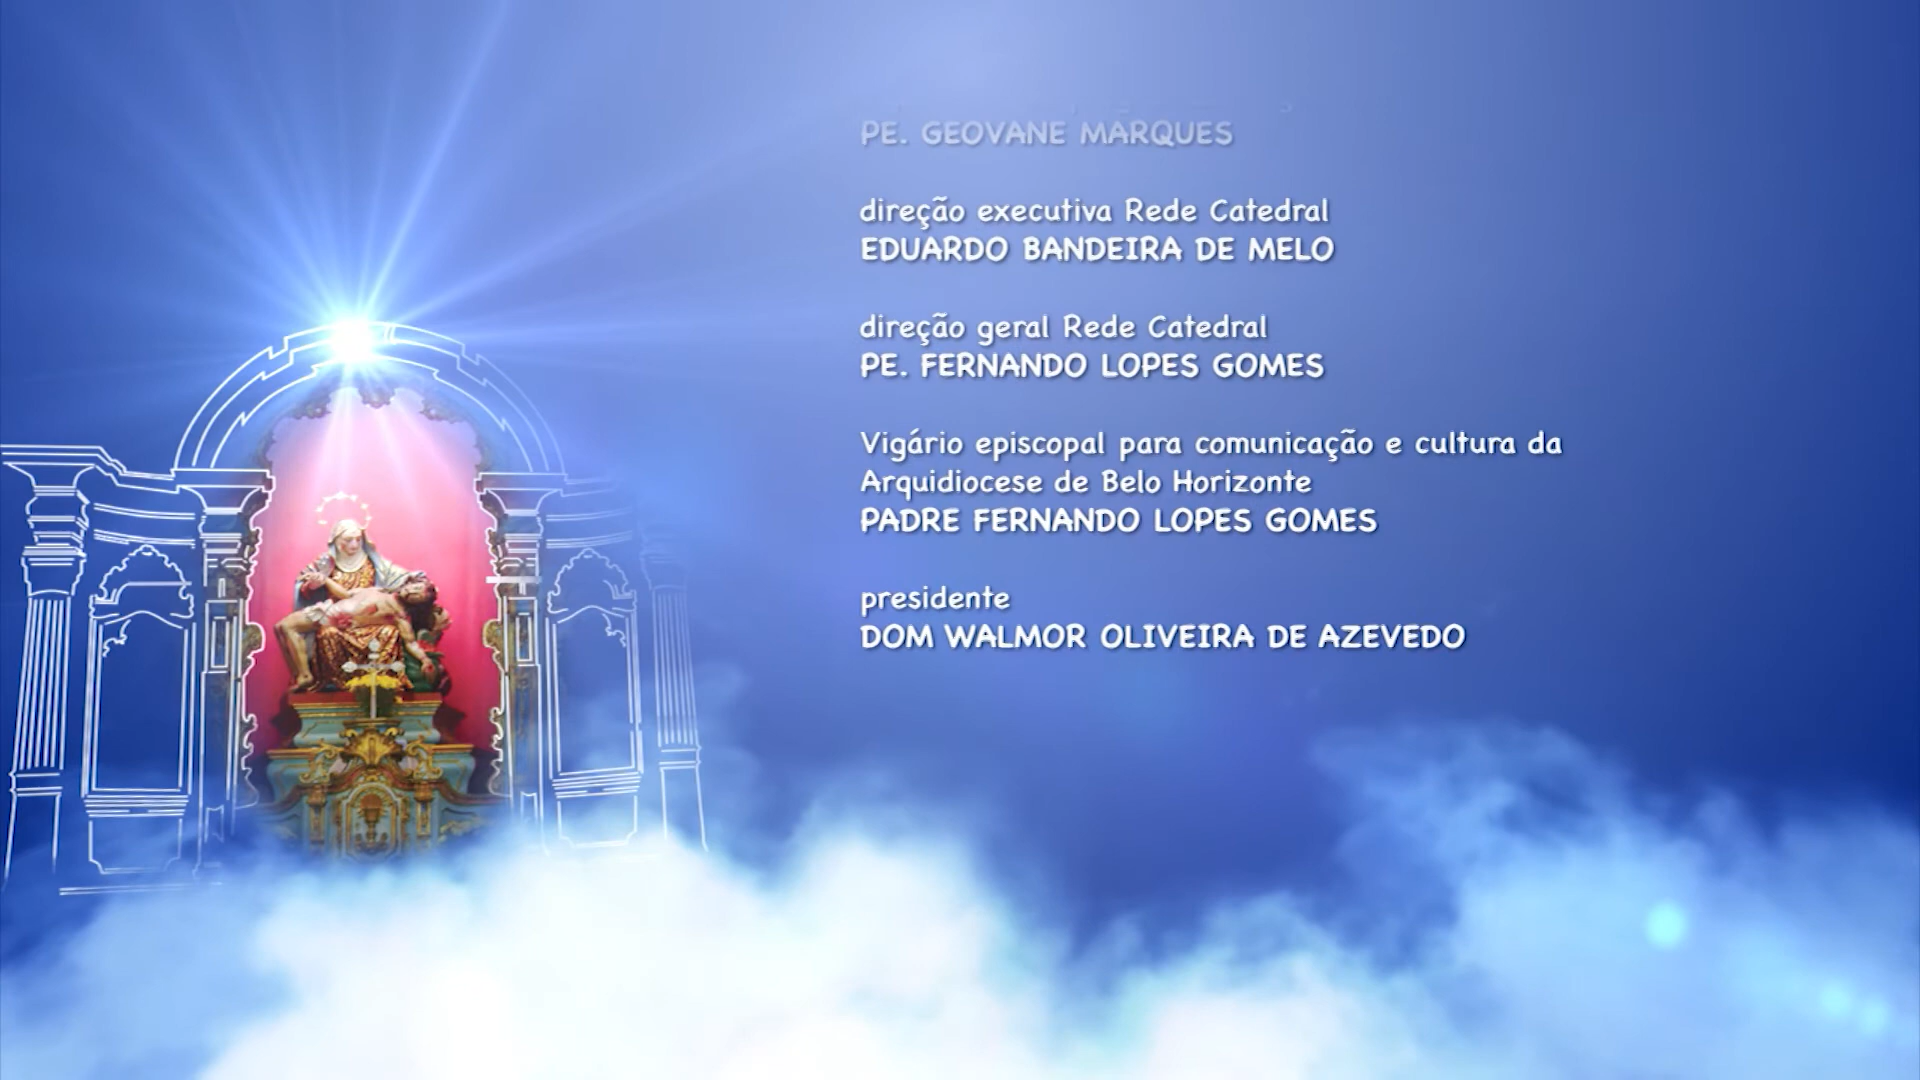 PE. GEOVANE MARQUES
direção executiva Rede Catedral
EDUARDO BANDEIRA DE MELO
direção geral Rede Catedral
PE. FERNANDO LOPES GOMES
Vigário episcopal para comunicação e cultura da
Arquidiocese de Belo Horizonte
PADRE FERNANDO LOPES GOMES
presidente
DOM WALMOR OLIVEIRA DE AZEVEDO